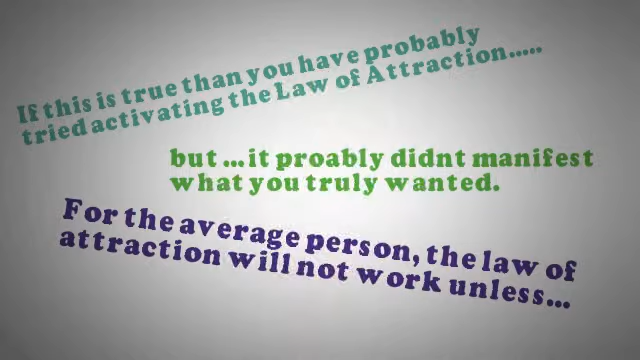 If this is true than you have probably
tried activating the Law of Attraction.....
but ...it proably didnt manifest
what you truly wanted.
For the average person, the law of
attraction will not work unless...